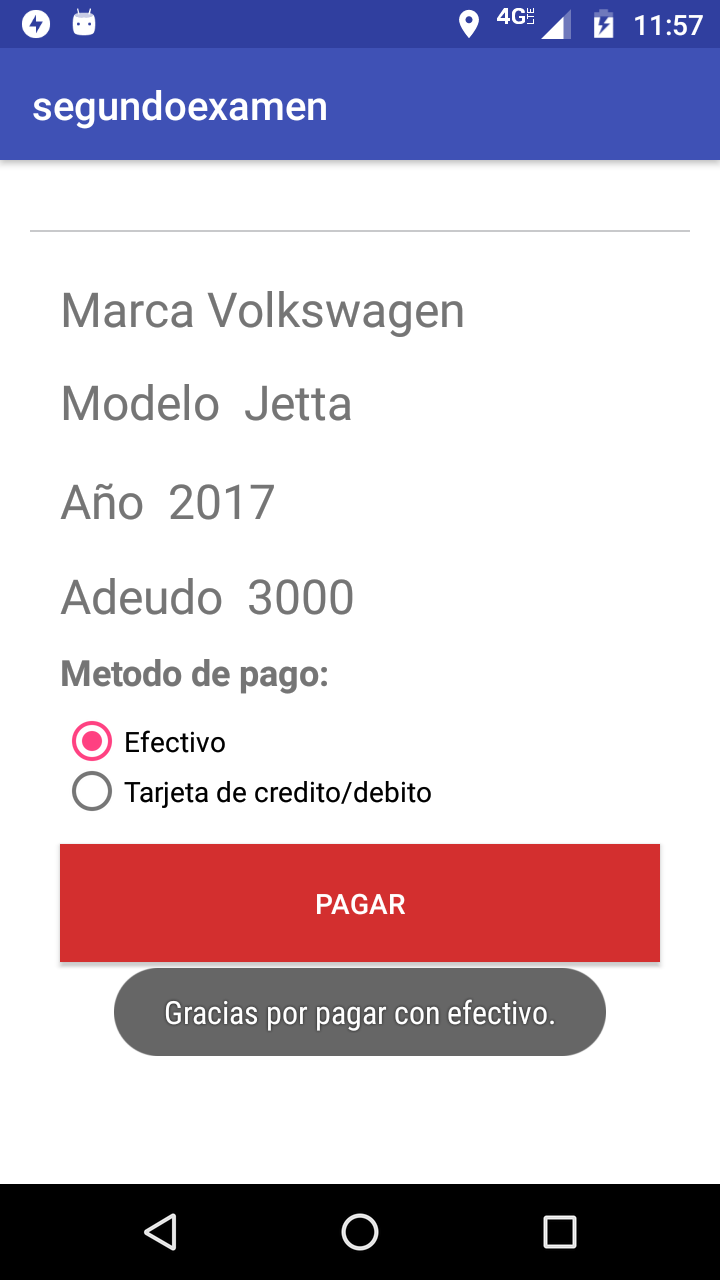 4G LTE 11:57
segundoexamen
Marca Volkswagen
Modelo Jetta
Año 2017
Adeudo 3000
Metodo de pago:
Efectivo
Tarjeta de credito/debito
PAGAR
Gracias por pagar con efectivo.